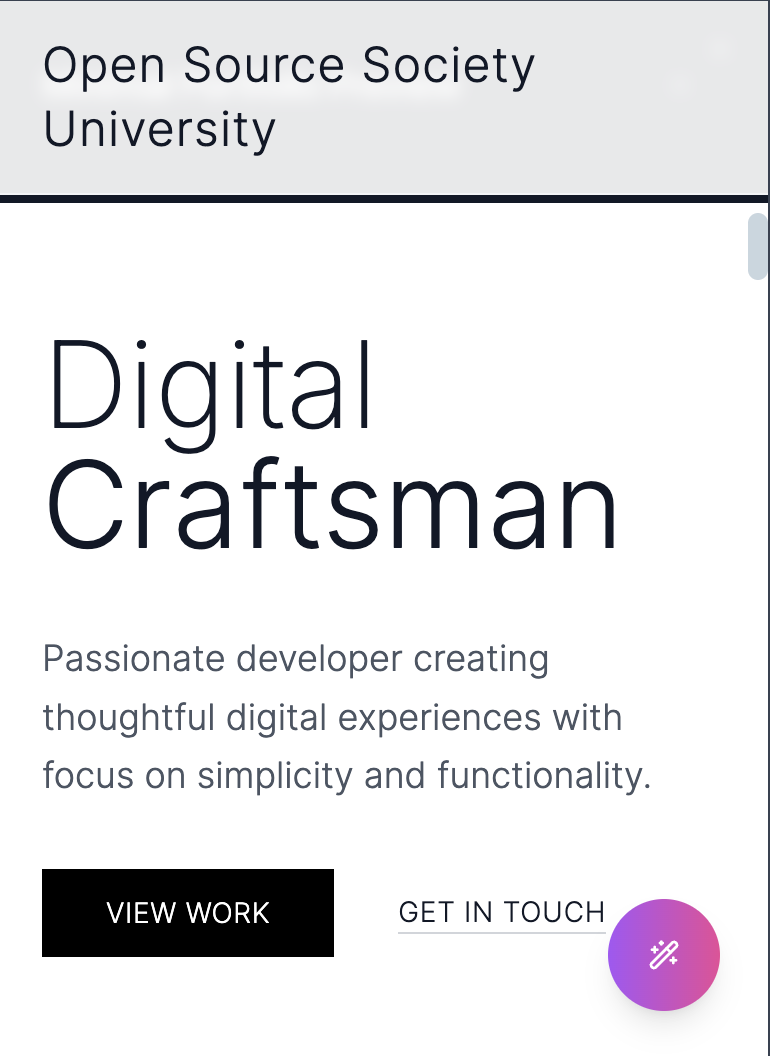 Open Source Society
University
Digital
Craftsman
Passionate developer creating
thoughtful digital experiences with
focus on simplicity and functionality.
VIEW WORK
GET IN TOUCH